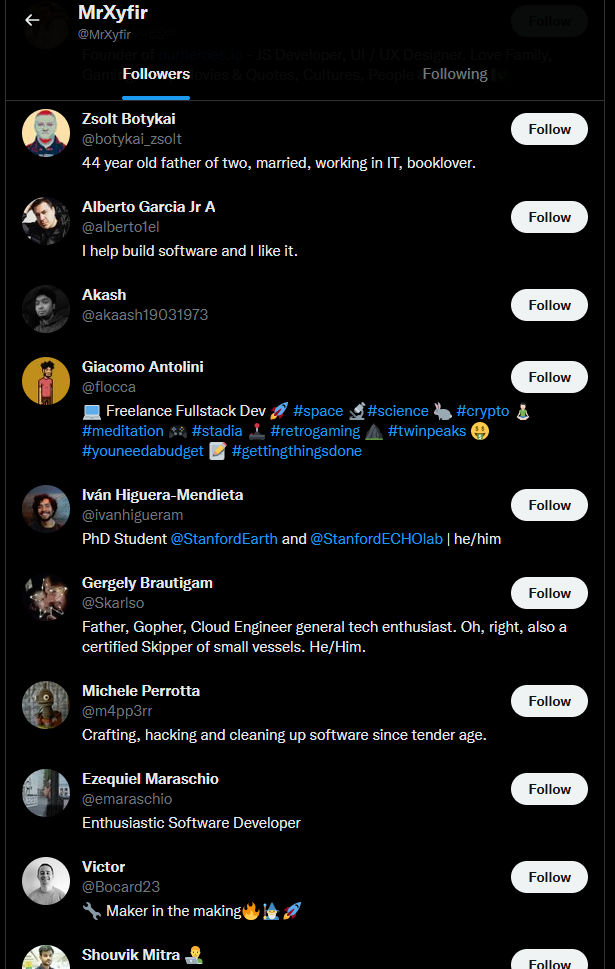 MrXyfir
@MrXyfir
Follow
JS Developer, UI / UX Designer. Love Family,
Movies & Quotes, Cultures, People
Followers
Following
Zsolt Botykai
@botykai_zsolt
Follow
44 year old father of two, married, working in IT, booklover.
Alberto Garcia Jr A
@alberto1el
Follow
I help build software and I like it.
Akash
@akaash19031973
Follow
Giacomo Antolini
@flocca
Follow
💻 Freelance Fullstack Dev 🚀 #space 🔬#science 🐇 #crypto 🧘
#meditation 🎮 #stadia 🕹️ #retrogaming ⛰️ #twinpeaks 🤑
#youneedabudget 📝 #gettingthingsdone
Iván Higuera-Mendieta
@ivanhigueram
Follow
PhD Student @StanfordEarth and @StanfordECHOlab | he/him
Gergely Brautigam
@Skarlso
Follow
Father, Gopher, Cloud Engineer general tech enthusiast. Oh, right, also a
certified Skipper of small vessels. He/Him.
Michele Perrotta
@m4pp3rr
Follow
Crafting, hacking and cleaning up software since tender age.
Ezequiel Maraschio
@emaraschio
Follow
Enthusiastic Software Developer
Victor
@Bocard23
Follow
🔧 Maker in the making🔥🧙‍♂️🚀
Shouvik Mitra 👨‍💻
Follow